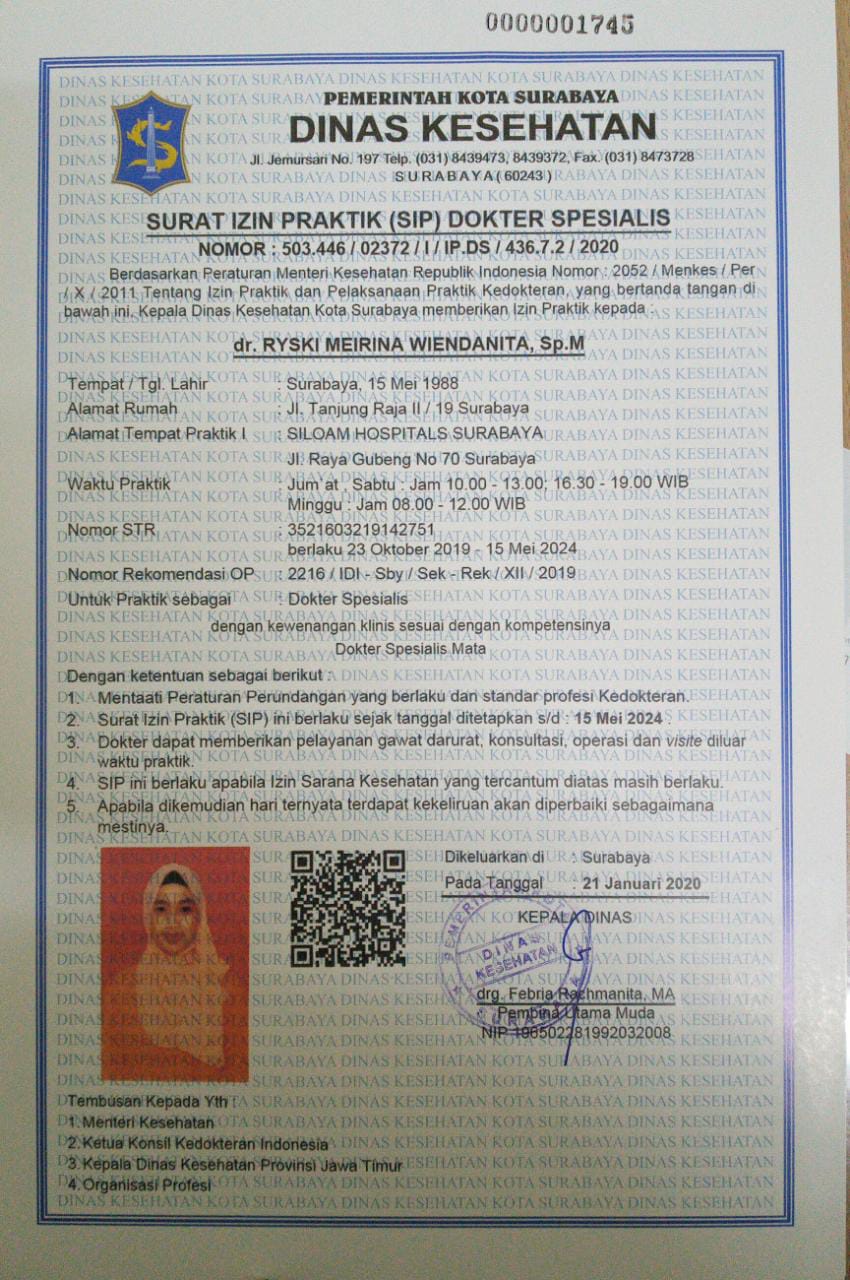 0000001745
PEMERINTAH KOTA SURABAYA
DINAS KESEHATAN
Jl. Jemursari No. 197 Telp. (031) 8439473, 8439372, Fax. (031) 8473728
SURABAYA ( 60243 )
SURAT IZIN PRAKTIK (SIP) DOKTER SPESIALIS
NOMOR : 503.446 / 02372 / I / IP.DS / 436.7.2 / 2020
Berdasarkan Peraturan Menteri Kesehatan Republik Indonesia Nomor : 2052 / Menkes / Per
/ X / 2011 Tentang Izin Praktik dan Pelaksanaan Praktik Kedokteran, yang bertanda tangan di
bawah ini, Kepala Dinas Kesehatan Kota Surabaya memberikan Izin Praktik kepada :
dr. RYSKI MEIRINA WIENDANITA, Sp.M
Tempat / Tgl. Lahir : Surabaya, 15 Mei 1988
Alamat Rumah : Jl. Tanjung Raja II / 19 Surabaya
Alamat Tempat Praktik I : SILOAM HOSPITALS SURABAYA
Jl. Raya Gubeng No 70 Surabaya
Waktu Praktik : Jum`at , Sabtu : Jam 10.00 - 13.00; 16.30 - 19.00 WIB
Minggu : Jam 08.00 - 12.00 WIB
Nomor STR : 3521603219142751
berlaku 23 Oktober 2019 - 15 Mei 2024
Nomor Rekomendasi OP : 2216 / IDI - Sby / Sek - Rek / XII / 2019
Untuk Praktik sebagai : Dokter Spesialis
dengan kewenangan klinis sesuai dengan kompetensinya
Dokter Spesialis Mata
Dengan ketentuan sebagai berikut :
1. Mentaati Peraturan Perundangan yang berlaku dan standar profesi Kedokteran.
2. Surat Izin Praktik (SIP) ini berlaku sejak tanggal ditetapkan s/d : 15 Mei 2024 .
3. Dokter dapat memberikan pelayanan gawat darurat, konsultasi, operasi dan visite diluar
waktu praktik.
4. SIP ini berlaku apabila Izin Sarana Kesehatan yang tercantum diatas masih berlaku.
5. Apabila dikemudian hari ternyata terdapat kekeliruan akan diperbaiki sebagaimana
mestinya.
Dikeluarkan di : Surabaya
Pada Tanggal : 21 Januari 2020
KEPALA DINAS
DINAS
KESEHATAN
drg. Febria Rachmanita, MA
Pembina Utama Muda
NIP 196502281992032008
Tembusan Kepada Yth :
1. Menteri Kesehatan
2. Ketua Konsil Kedokteran Indonesia
3. Kepala Dinas Kesehatan Provinsi Jawa Timur
4. Organisasi Profesi